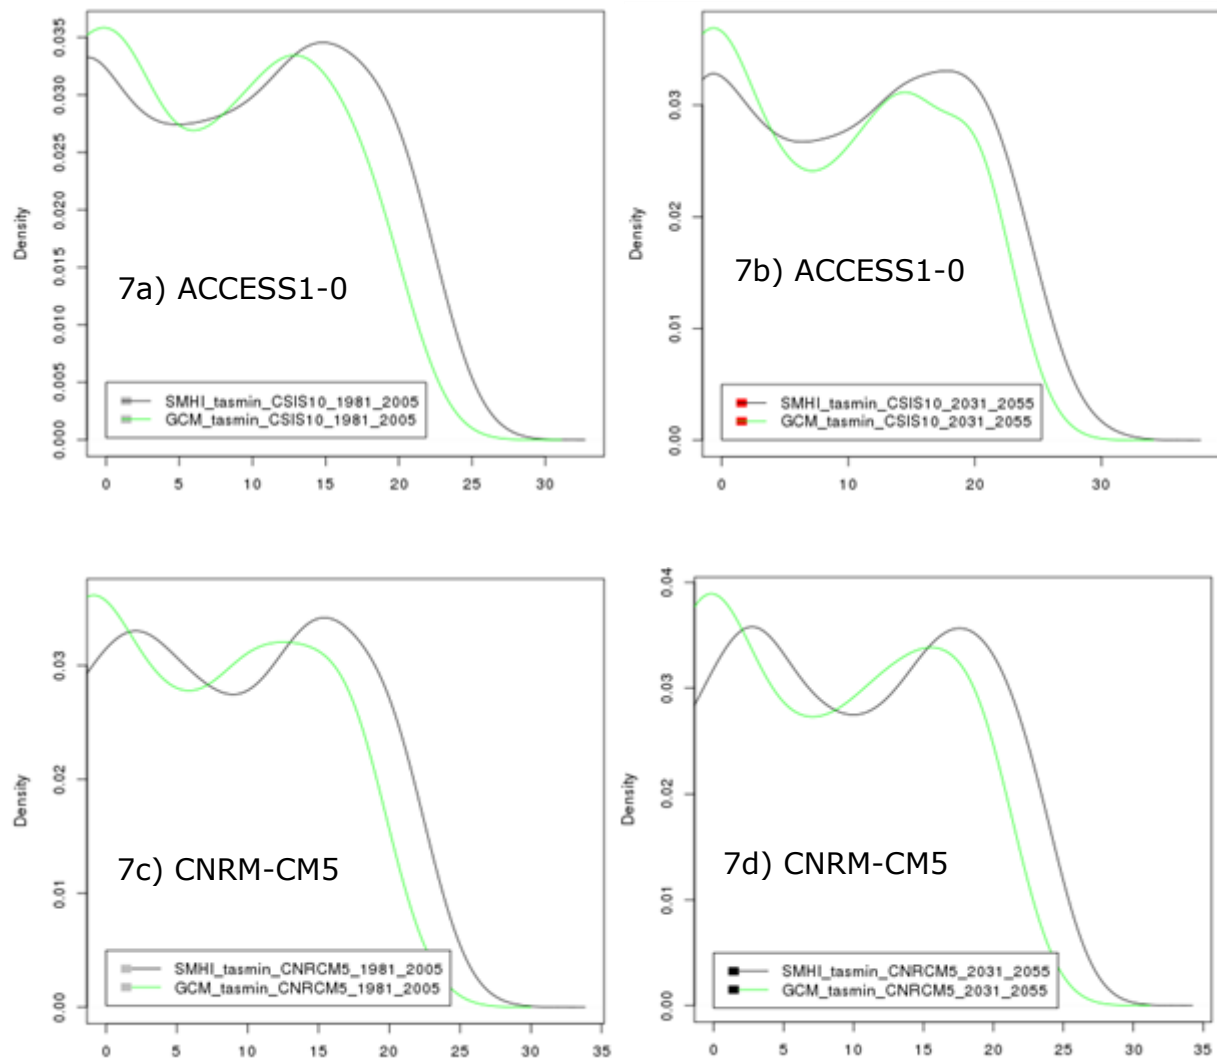 0.035
0.030
0.025
0.020
0.015
0.010
0.005
0.000
Density
7a) ACCESS1-0
SMHI_tasmin_CSIS10_1981_2005
GCM_tasmin_CSIS10_1981_2005
0 5 10 15 20 25 30
0.03
0.02
0.01
0.00
Density
7b) ACCESS1-0
SMHI_tasmin_CSIS10_2031_2055
GCM_tasmin_CSIS10_2031_2055
0 10 20 30
0.03
0.02
0.01
0.00
Density
7c) CNRM-CM5
SMHI_tasmin_CNRCM5_1981_2005
GCM_tasmin_CNRCM5_1981_2005
0 5 10 15 20 25 30 35
0.04
0.03
0.02
0.01
0.00
Density
7d) CNRM-CM5
SMHI_tasmin_CNRCM5_2031_2055
GCM_tasmin_CNRCM5_2031_2055
0 5 10 15 20 25 30 35